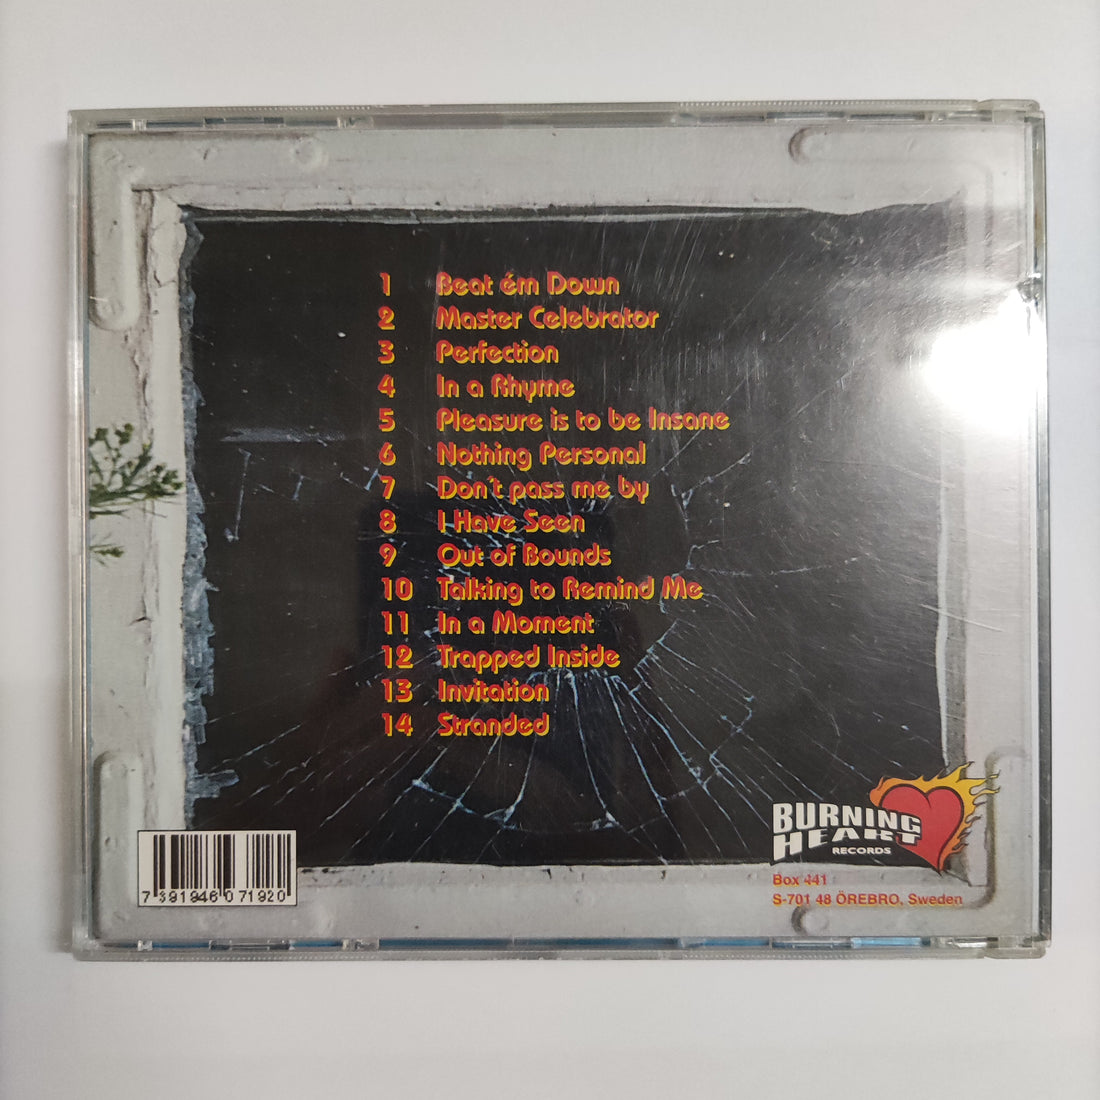 1 Beat ém Down
2 Master Celebrator
3 Perfection
4 In a Rhyme
5 Pleasure is to be Insane
6 Nothing Personal
7 Don´t pass me by
8 I Have Seen
9 Out of Bounds
10 Talking to Remind Me
11 In a Moment
12 Trapped Inside
13 Invitation
14 Stranded
BURNING
HEART
RECORDS
Box 441
S-701 48 ÖREBRO, Sweden
7 391946 071920